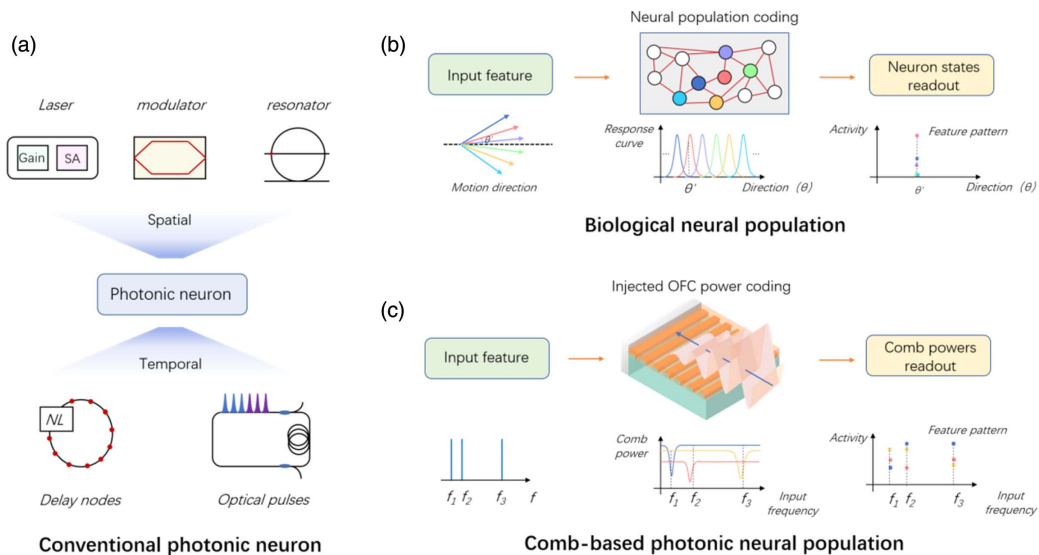 (a)
Laser
modulator
resonator
Gain
SA
Spatial
Photonic neuron
Temporal
NL
Delay nodes
Optical pulses
Conventional photonic neuron
(b)
Neural population coding
Input feature
Neuron states
readout
θ'
Motion direction
Response
curve
...
...
θ'
Direction (θ)
Activity
Feature pattern
θ'
Direction (θ)
Biological neural population
(c)
Injected OFC power coding
Input feature
Comb powers
readout
f1 f2 f3 f
Comb
power
f1 f2 f3
Input
frequency
Activity
Feature pattern
f1 f2 f3
Input
frequency
Comb-based photonic neural population